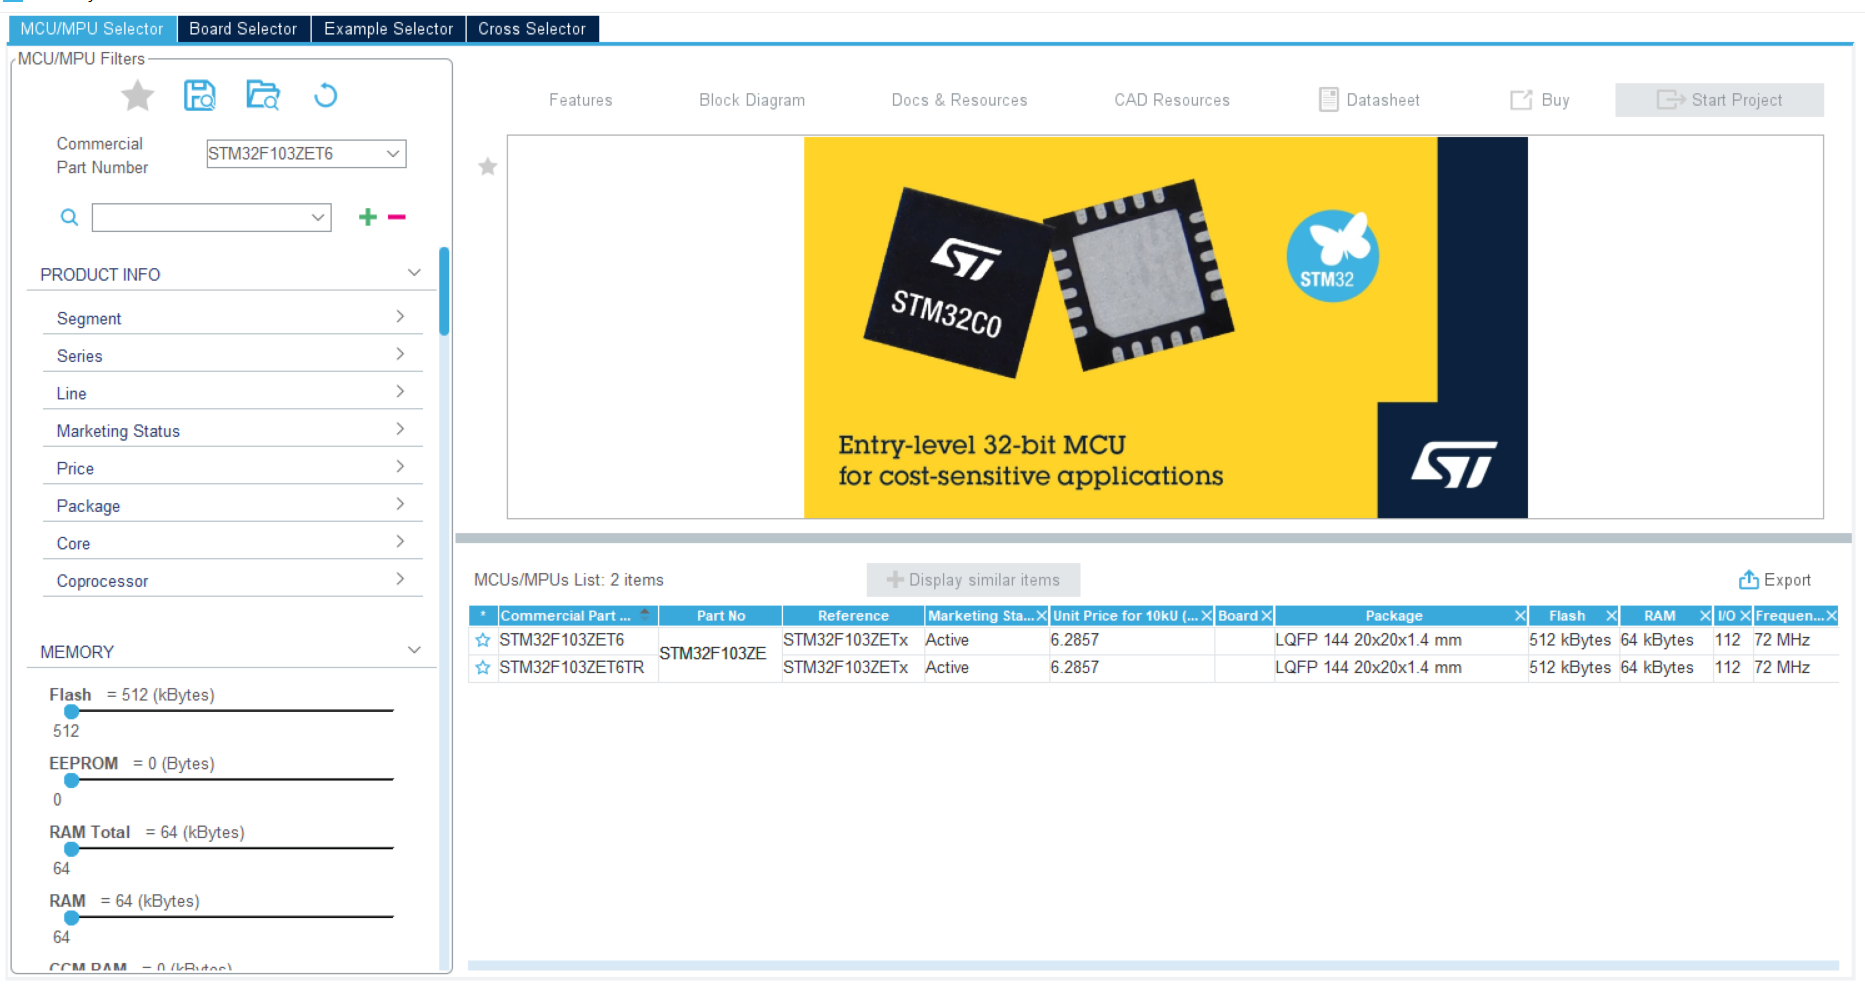 MCU/MPU Selector Board Selector Example Selector Cross Selector
MCU/MPU Filters
Features Block Diagram Docs & Resources CAD Resources Datasheet Buy Start Project
Commercial
Part Number
STM32F103ZET6
PRODUCT INFO
Segment
Series
Line
Marketing Status
Price
Package
Core
Coprocessor
MEMORY
Flash = 512 (kBytes)
512
EEPROM = 0 (Bytes)
0
RAM Total = 64 (kBytes)
64
RAM = 64 (kBytes)
64
CCM RAM = 0 (kBytes)
STM32C0
STM32
Entry-level 32-bit MCU
for cost-sensitive applications
MCUs/MPUs List: 2 items
Display similar items
Export
* Commercial Part ... Part No Reference Marketing Sta... Unit Price for 10kU (... Board Package Flash RAM I/O Frequen...
STM32F103ZET6 STM32F103ZE STM32F103ZETx Active 6.2857 LQFP 144 20x20x1.4 mm 512 kBytes 64 kBytes 112 72 MHz
STM32F103ZET6TR STM32F103ZETx Active 6.2857 LQFP 144 20x20x1.4 mm 512 kBytes 64 kBytes 112 72 MHz